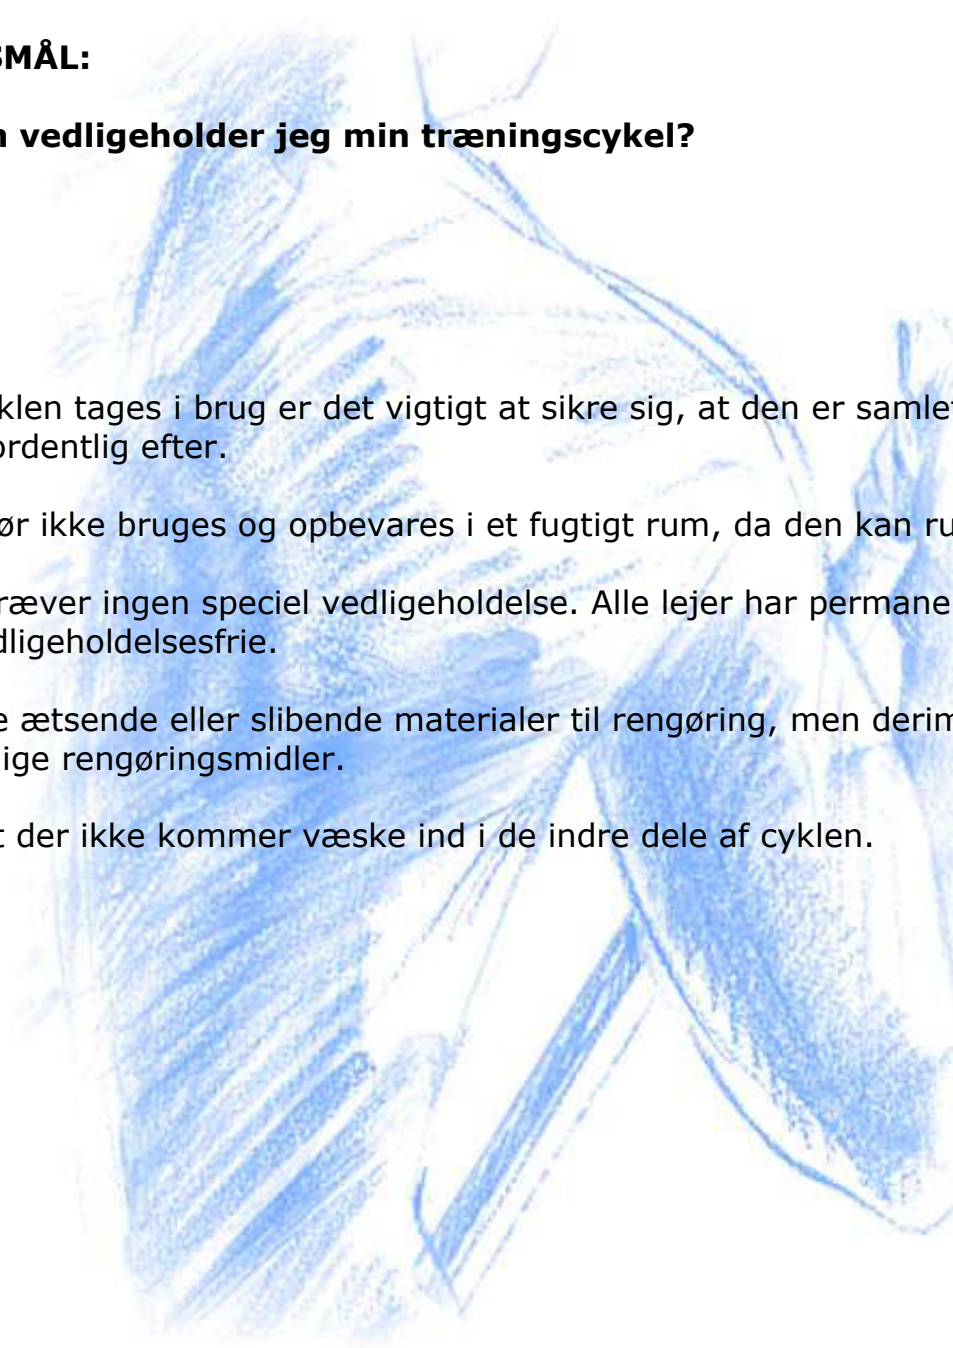 SMÅL:
n vedligeholder jeg min træningscykel?
klen tages i brug er det vigtigt at sikre sig, at den er samlet
ordentlig efter.
ør ikke bruges og opbevares i et fugtigt rum, da den kan ru
ræver ingen speciel vedligeholdelse. Alle lejer har permane
dligeholdelsesfrie.
e ætsende eller slibende materialer til rengøring, men derim
lige rengøringsmidler.
t der ikke kommer væske ind i de indre dele af cyklen.